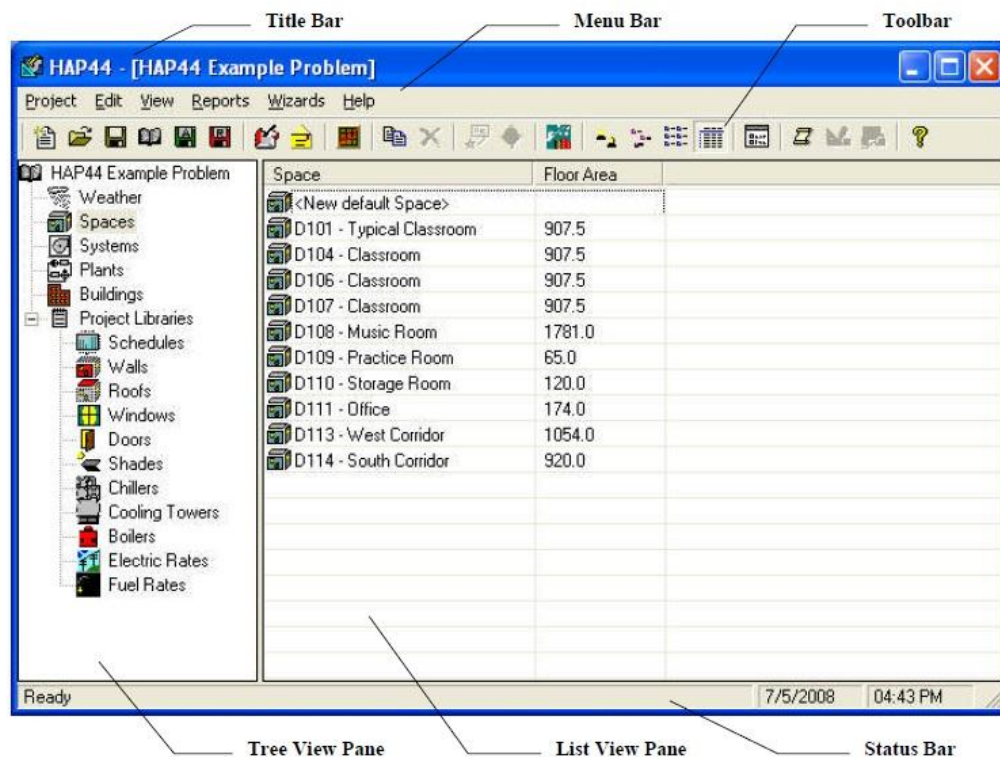 Title Bar Menu Bar Toolbar
HAP44 - [HAP44 Example Problem]
Project Edit View Reports Wizards Help
HAP44 Example Problem
Weather
Spaces
Systems
Plants
Buildings
Project Libraries
Schedules
Walls
Roofs
Windows
Doors
Shades
Chillers
Cooling Towers
Boilers
Electric Rates
Fuel Rates
Space Floor Area
<New default Space>
D101 - Typical Classroom 907.5
D104 - Classroom 907.5
D106 - Classroom 907.5
D107 - Classroom 907.5
D108 - Music Room 1781.0
D109 - Practice Room 65.0
D110 - Storage Room 120.0
D111 - Office 174.0
D113 - West Corridor 1054.0
D114 - South Corridor 920.0
Ready 7/5/2008 04:43 PM
Tree View Pane List View Pane Status Bar